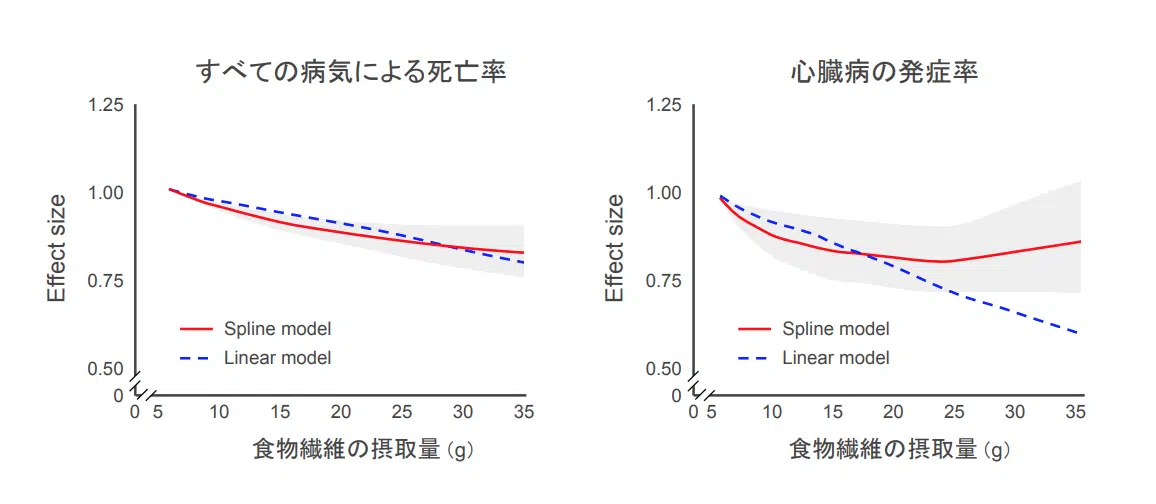 すべての病気による死亡率
1.25
1.00
0.75
0.50
0
Effect size
Spline model
Linear model
0 5 10 15 20 25 30 35
食物繊維の摂取量（g）
心臓病の発症率
1.25
1.00
0.75
0.50
0
Effect size
Spline model
Linear model
0 5 10 15 20 25 30 35
食物繊維の摂取量（g）